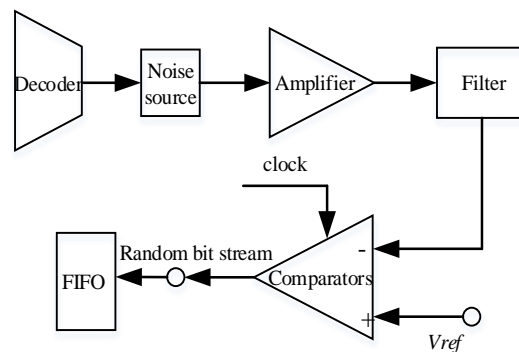 Decoder
Noise
source
Amplifier
Filter
clock
Random bit stream
FIFO
Comparators
-
+
Vref